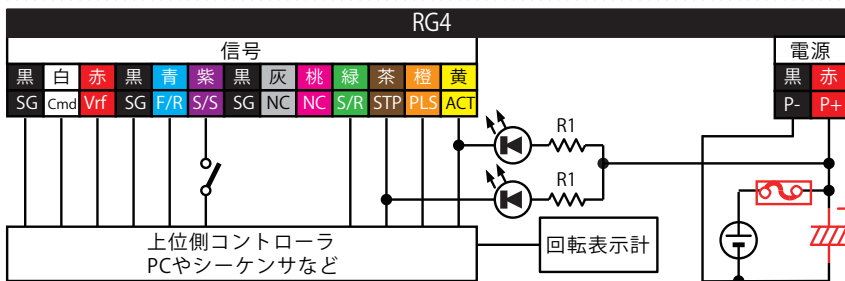 RG4
信号
電源
黒 白 赤 黒 青 紫 黒 灰 桃 緑 茶 橙 黄
黒 赤
SG Cmd Vrf SG F/R S/S SG NC NC S/R STP PLS ACT
P- P+
R1
R1
上位側コントローラ
PCやシーケンサなど
回転表示計